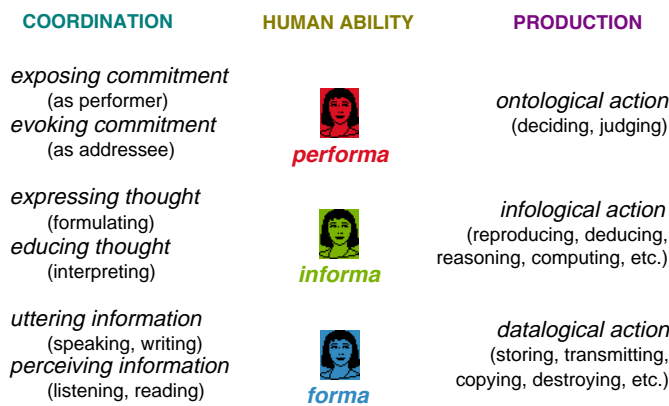 COORDINATION
HUMAN ABILITY
PRODUCTION
exposing commitment
(as performer)
evoking commitment
(as addressee)
performa
ontological action
(deciding, judging)
expressing thought
(formulating)
educing thought
(interpreting)
informa
infological action
(reproducing, deducing,
reasoning, computing, etc.)
uttering information
(speaking, writing)
perceiving information
(listening, reading)
forma
datalogical action
(storing, transmitting,
copying, destroying, etc.)